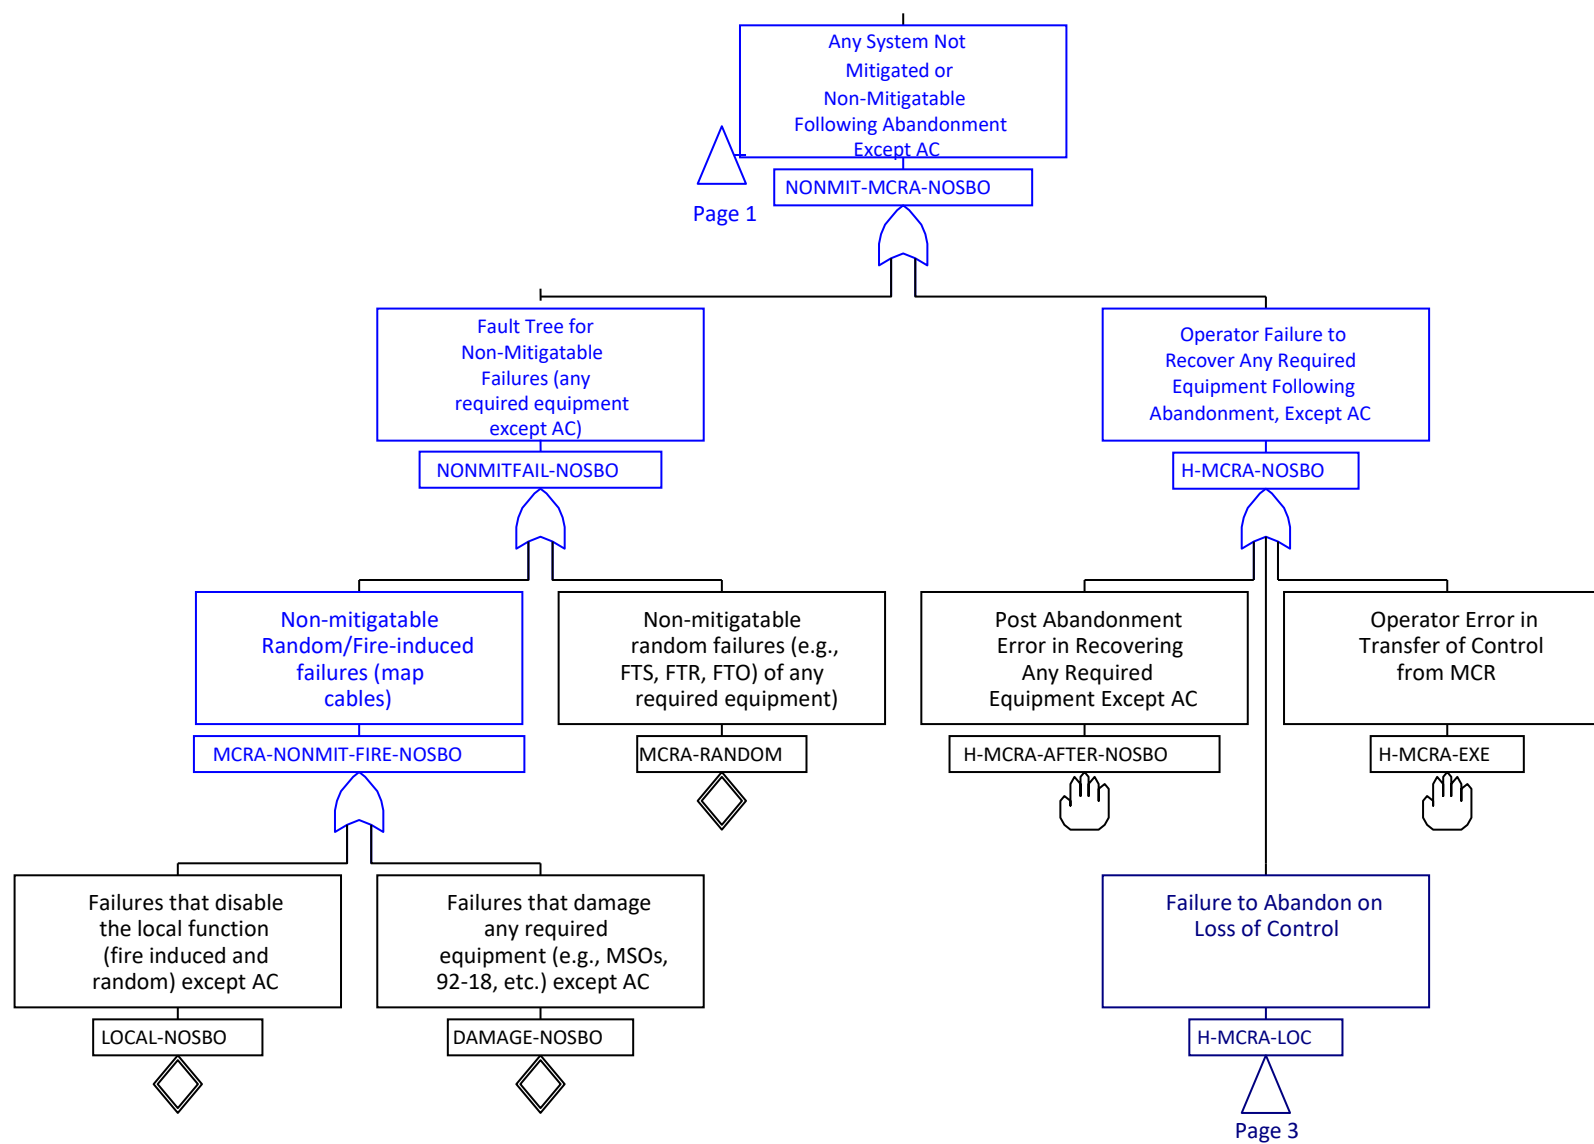 Any System Not
Mitigated or
Non-Mitigatable
Following Abandonment
Except AC
NONMIT-MCRA-NOSBO
Page 1
Fault Tree for
Non-Mitigatable
Failures (any
required equipment
except AC)
NONMITFAIL-NOSBO
Operator Failure to
Recover Any Required
Equipment Following
Abandonment, Except AC
H-MCRA-NOSBO
Non-mitigatable
Random/Fire-induced
failures (map
cables)
MCRA-NONMIT-FIRE-NOSBO
Non-mitigatable
random failures (e.g.,
FTS, FTR, FTO) of any
required equipment)
MCRA-RANDOM
Post Abandonment
Error in Recovering
Any Required
Equipment Except AC
H-MCRA-AFTER-NOSBO
Operator Error in
Transfer of Control
from MCR
H-MCRA-EXE
Failures that disable
the local function
(fire induced and
random) except AC
LOCAL-NOSBO
Failures that damage
any required
equipment (e.g., MSOs,
92-18, etc.) except AC
DAMAGE-NOSBO
Failure to Abandon on
Loss of Control
H-MCRA-LOC
Page 3